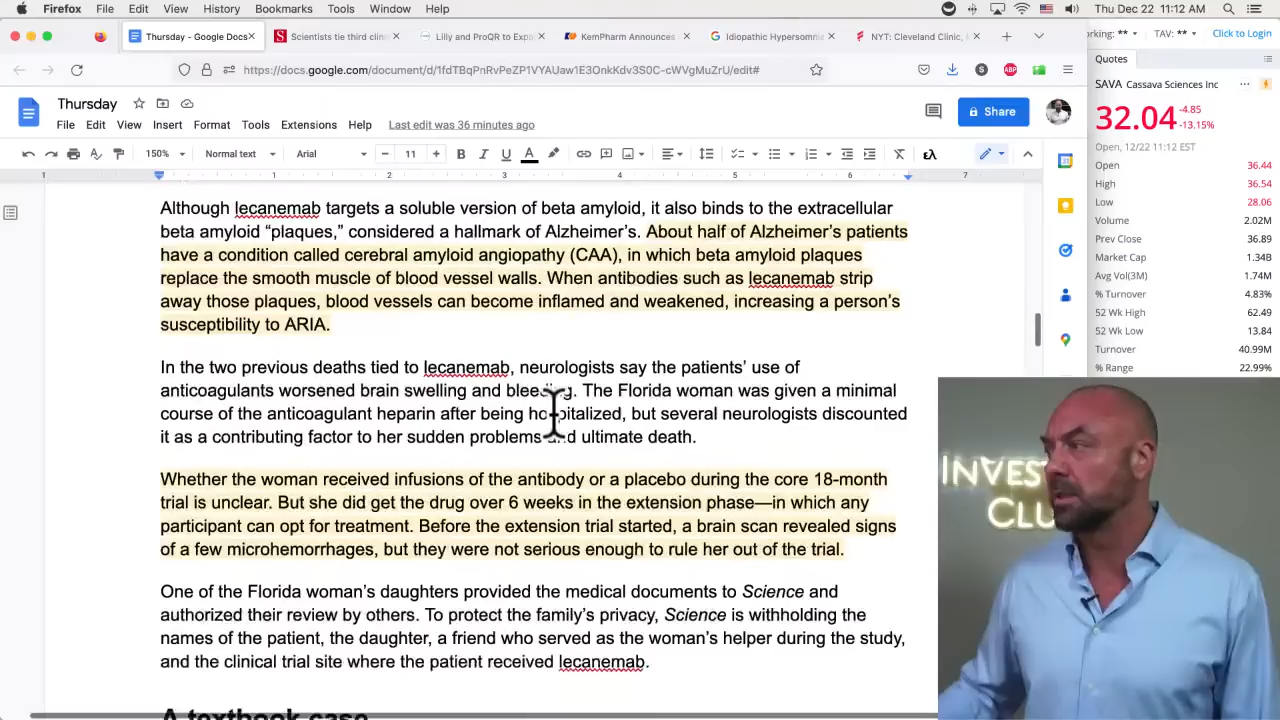 Firefox File Edit View History Bookmarks Tools Window Help Thu Dec 22 11:12 AM
Thursday - Google Docs Scientists tie third clini Lilly and ProQR to Expa KemPharm Announces Idiopathic Hypersomni NYT: Cleveland Clinic, M
https://docs.google.com/document/d/1fdTBqPnRvPeZP1VYAUaw1E3OnkKdv3S0C-cWVgMuZrU/edit#
Thursday
File Edit View Insert Format Tools Extensions Help Last edit was 36 minutes ago
Share
150% Normal text Arial 11
1 1 2 3 4 5 6 7
Although lecanemab targets a soluble version of beta amyloid, it also binds to the extracellular
beta amyloid “plaques,” considered a hallmark of Alzheimer’s. About half of Alzheimer’s patients
have a condition called cerebral amyloid angiopathy (CAA), in which beta amyloid plaques
replace the smooth muscle of blood vessel walls. When antibodies such as lecanemab strip
away those plaques, blood vessels can become inflamed and weakened, increasing a person’s
susceptibility to ARIA.
In the two previous deaths tied to lecanemab, neurologists say the patients’ use of
anticoagulants worsened brain swelling and bleeding. The Florida woman was given a minimal
course of the anticoagulant heparin after being hospitalized, but several neurologists discounted
it as a contributing factor to her sudden problems and ultimate death.
Whether the woman received infusions of the antibody or a placebo during the core 18-month
trial is unclear. But she did get the drug over 6 weeks in the extension phase—in which any
participant can opt for treatment. Before the extension trial started, a brain scan revealed signs
of a few microhemorrhages, but they were not serious enough to rule her out of the trial.
One of the Florida woman’s daughters provided the medical documents to Science and
authorized their review by others. To protect the family’s privacy, Science is withholding the
names of the patient, the daughter, a friend who served as the woman’s helper during the study,
and the clinical trial site where the patient received lecanemab.
A textbook case
rking: ** TAV: ** Click to Login
Quotes
SAVA Cassava Sciences Inc
32.04 -4.85
-13.15%
Open, 12/22 11:12 EST
Open 36.44
High 36.54
Low 28.06
Volume 2.02M
Prev Close 36.89
Market Cap 1.34B
Avg Vol(3M) 1.74M
% Turnover 4.83%
52 Wk High 62.49
52 Wk Low 13.84
Turnover 40.99M
% Range 22.99%
INVEST
CLU